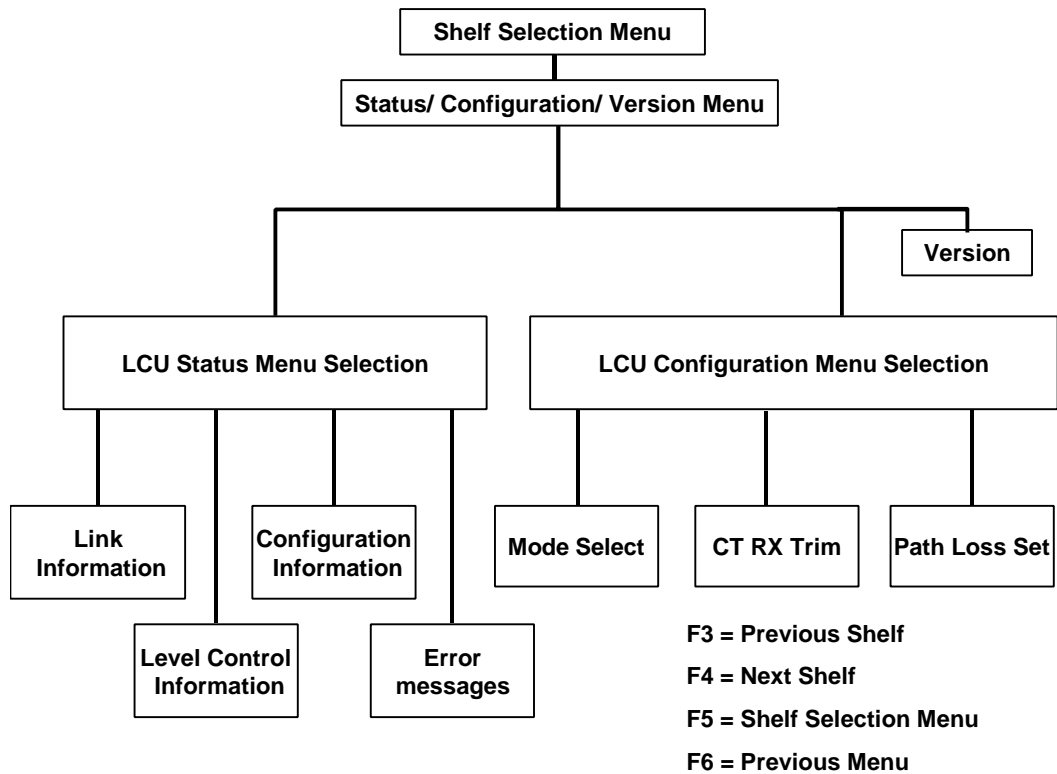 Shelf Selection Menu
Status/ Configuration/ Version Menu
Version
LCU Status Menu Selection
LCU Configuration Menu Selection
Link
Information
Configuration
Information
Mode Select
CT RX Trim
Path Loss Set
Level Control
Information
Error
messages
F3 = Previous Shelf
F4 = Next Shelf
F5 = Shelf Selection Menu
F6 = Previous Menu